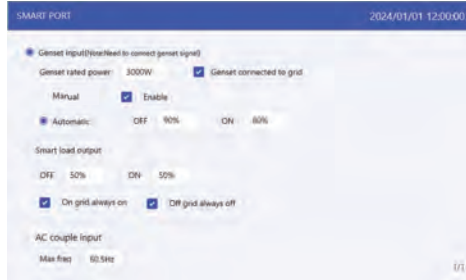 SMART PORT 2024/01/01 12:00:00
Genset input(Note:Need to connect genset signal)
Genset rated power: 3000W Genset connected to grid
Manual Enable
Automatic OFF 90% ON 60%
Smart load output
OFF 50% ON 50%
On grid always on Off grid always off
AC couple input
Max freq 60.5Hz
1/1